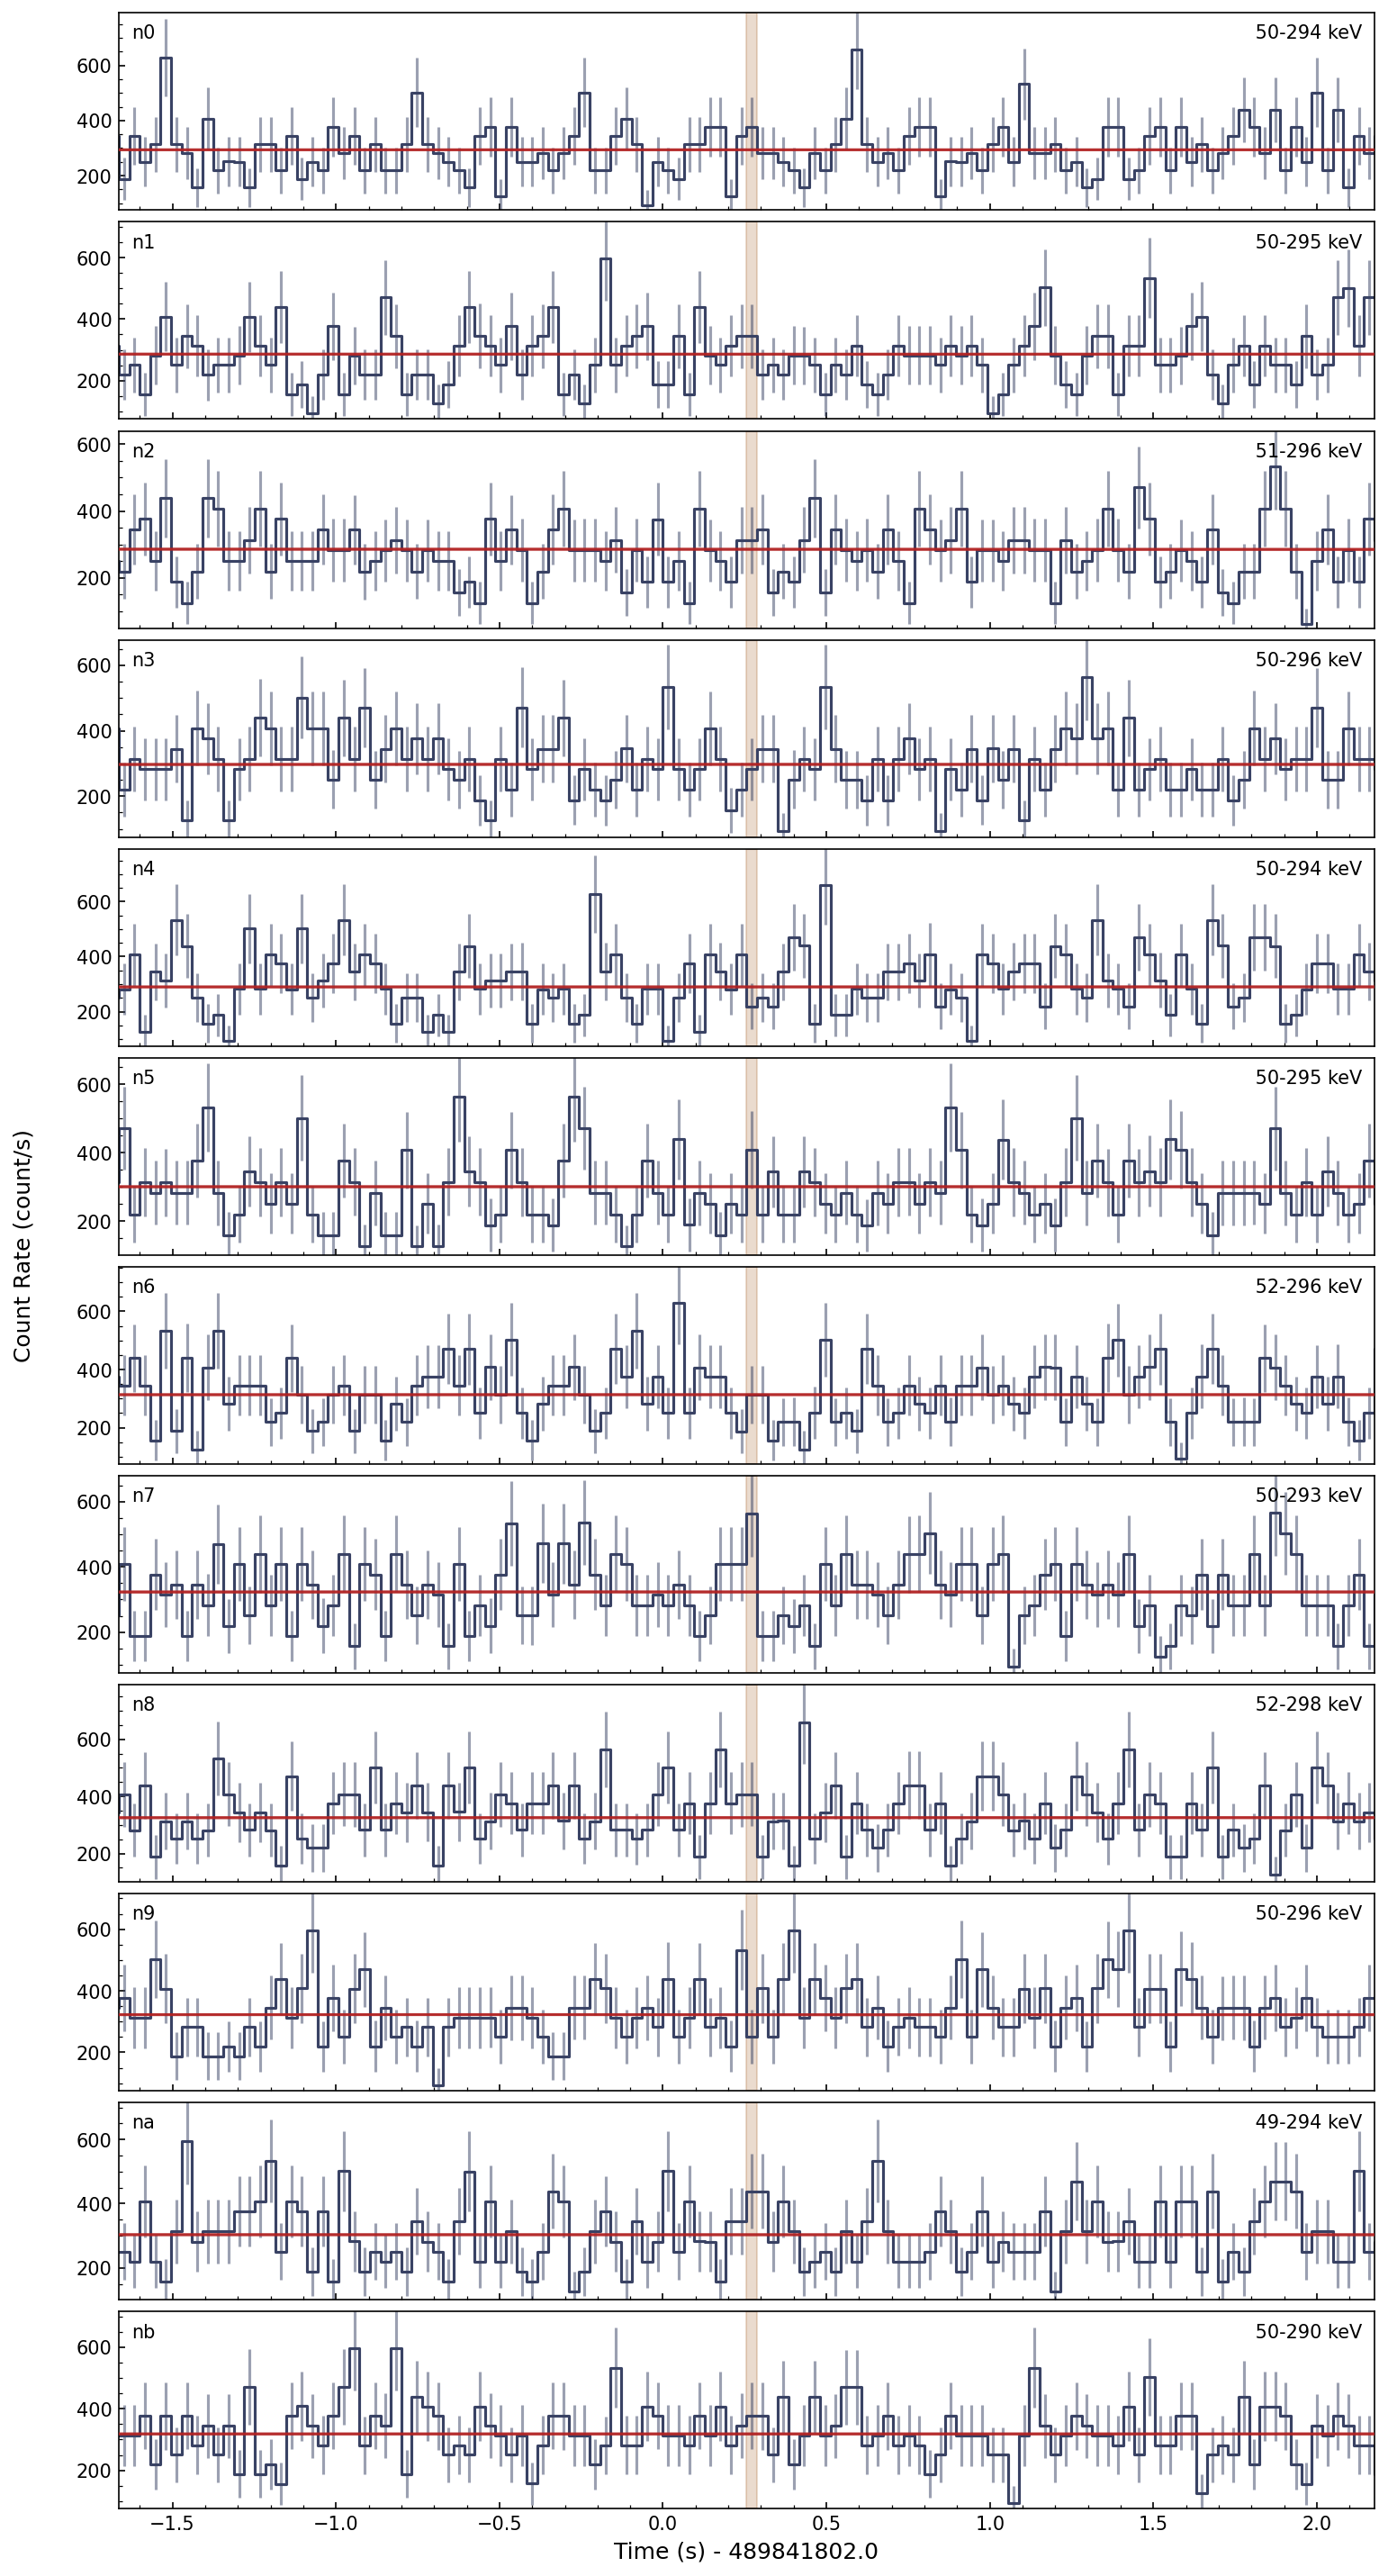 n0 50-294 keV
600
400
200
n1 50-295 keV
600
400
200
n2 51-296 keV
600
400
200
n3 50-296 keV
600
400
200
n4 50-294 keV
600
400
200
n5 50-295 keV
600
400
200
n6 52-296 keV
600
400
200
n7 50-293 keV
600
400
200
n8 52-298 keV
600
400
200
n9 50-296 keV
600
400
200
na 49-294 keV
600
400
200
nb 50-290 keV
600
400
200
Count Rate (count/s)
−1.5 −1.0 −0.5 0.0 0.5 1.0 1.5 2.0
Time (s) - 489841802.0